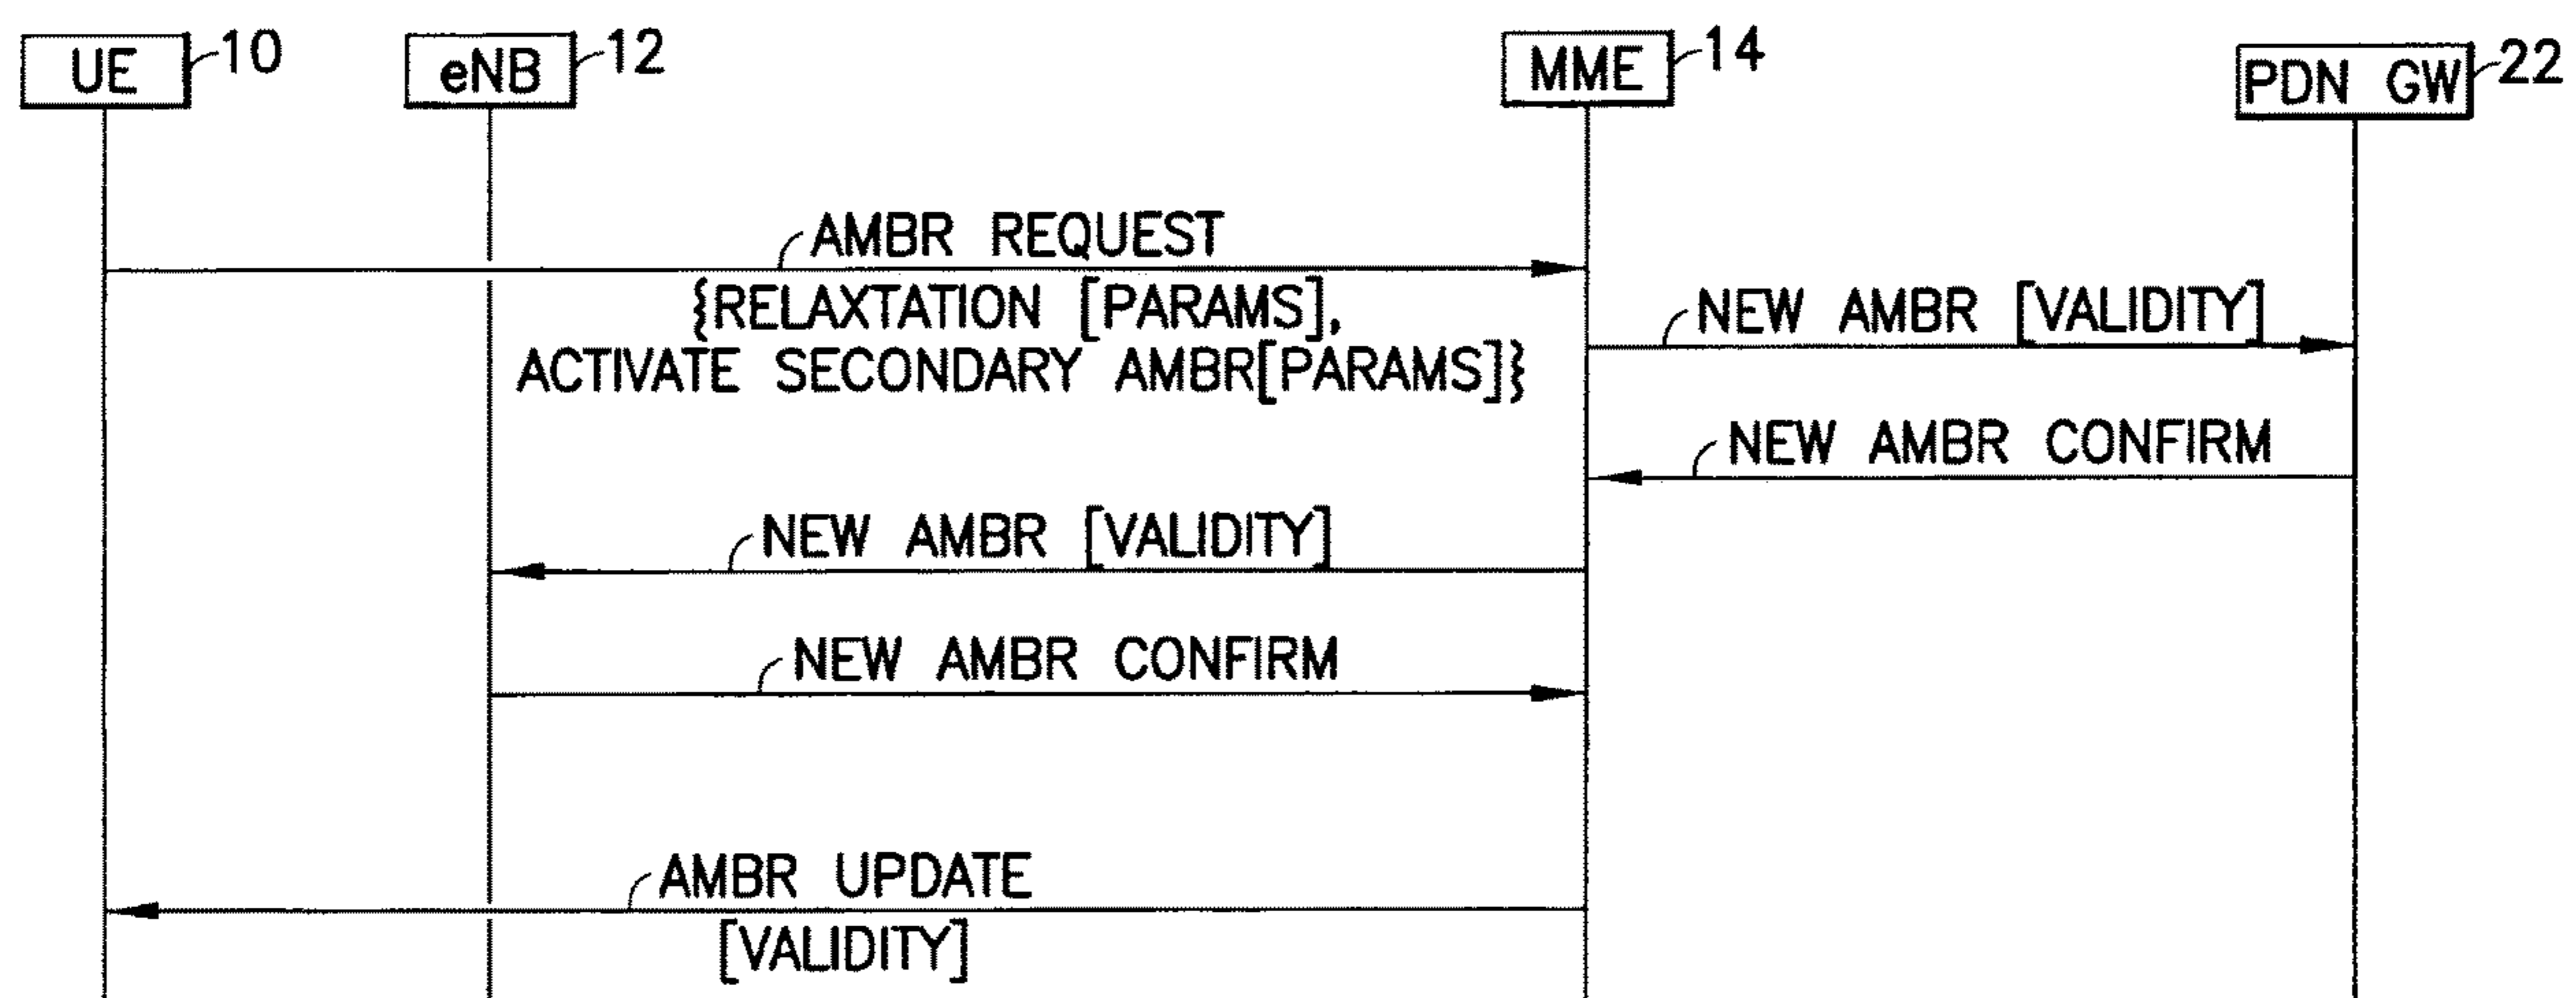 UE 10
eNB 12
MME 14
PDN GW 22
AMBR REQUEST
{RELAXTATION [PARAMS],
ACTIVATE SECONDARY AMBR[PARAMS]}
NEW AMBR [VALIDITY]
NEW AMBR CONFIRM
NEW AMBR [VALIDITY]
NEW AMBR CONFIRM
AMBR UPDATE
[VALIDITY]